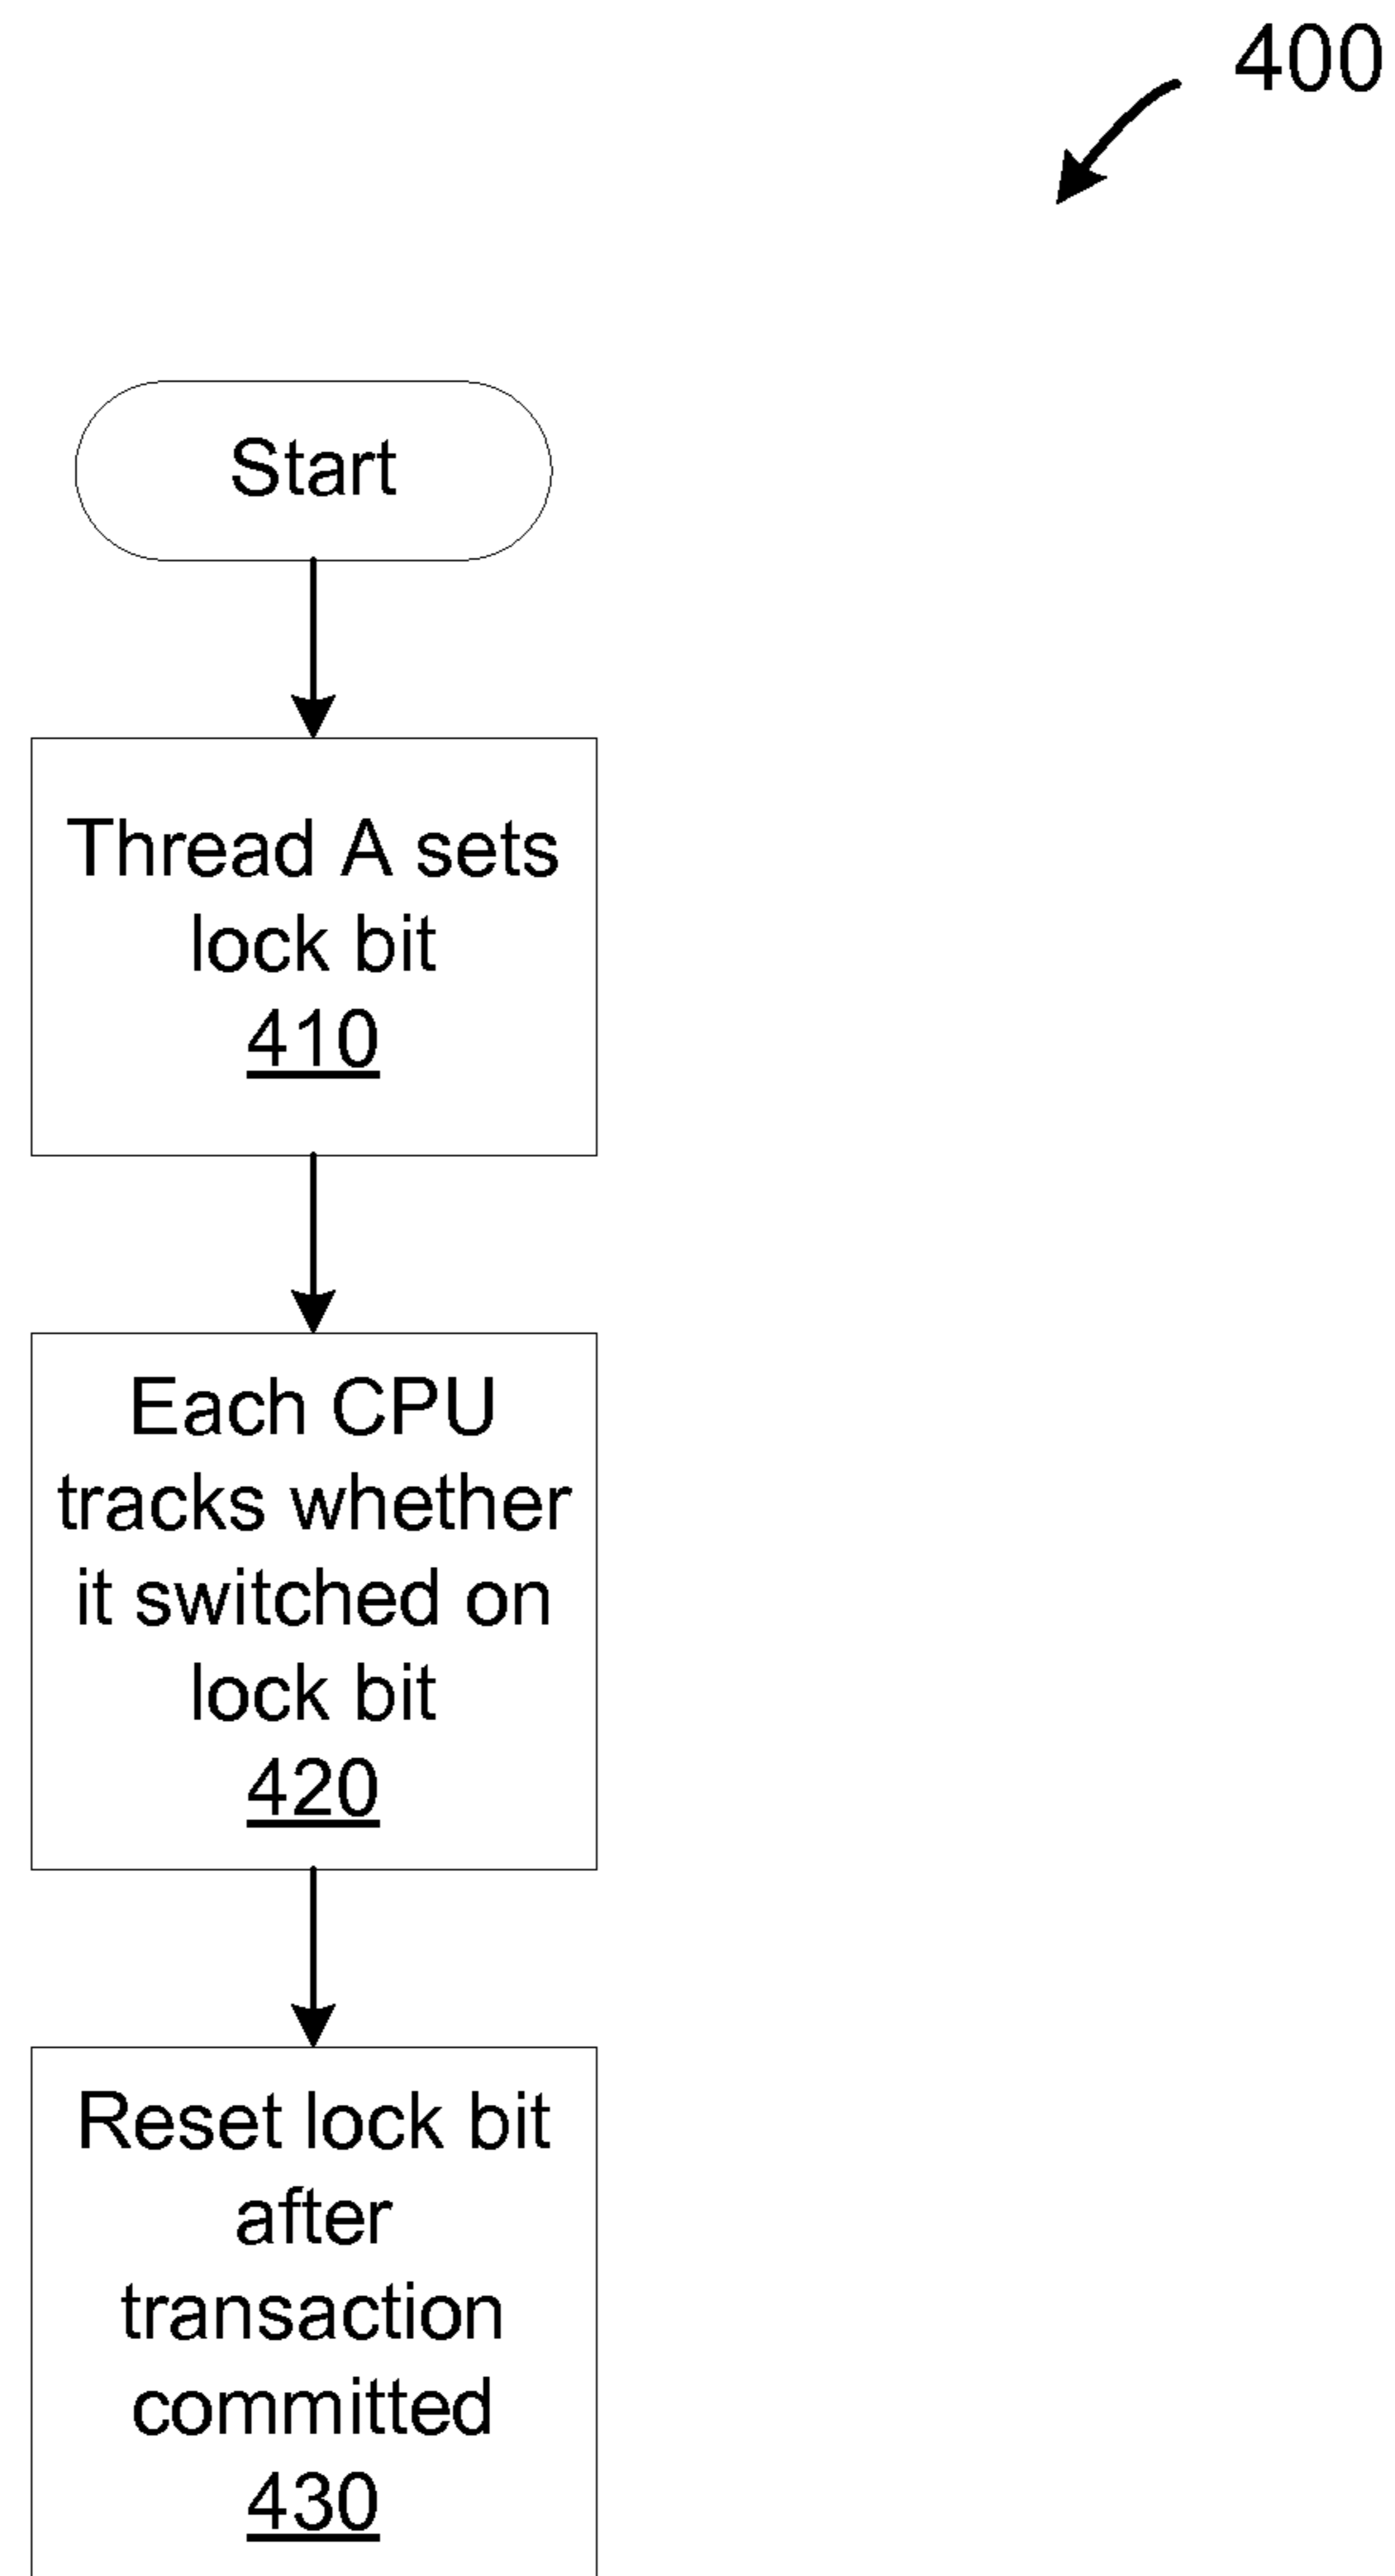 400
Start
Thread A sets
lock bit
410
Each CPU
tracks whether
it switched on
lock bit
420
Reset lock bit
after
transaction
committed
430